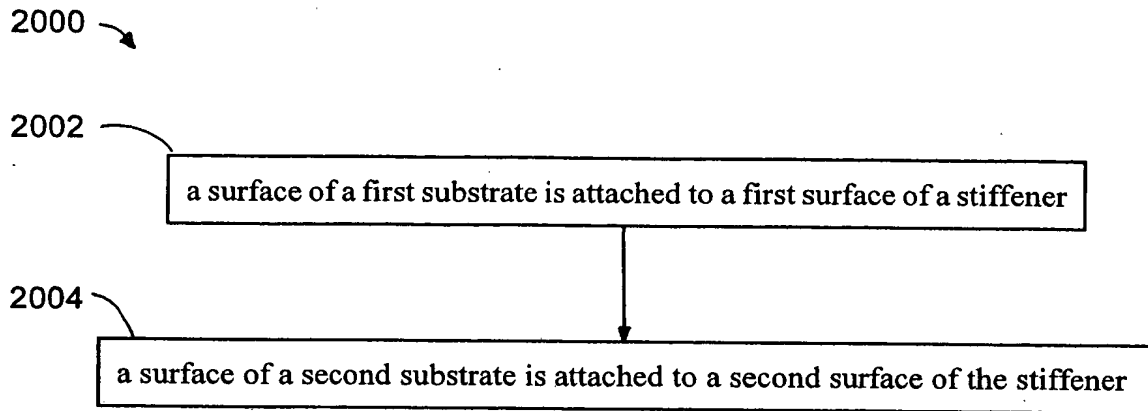 2000
2002
a surface of a first substrate is attached to a first surface of a stiffener
2004
a surface of a second substrate is attached to a second surface of the stiffener